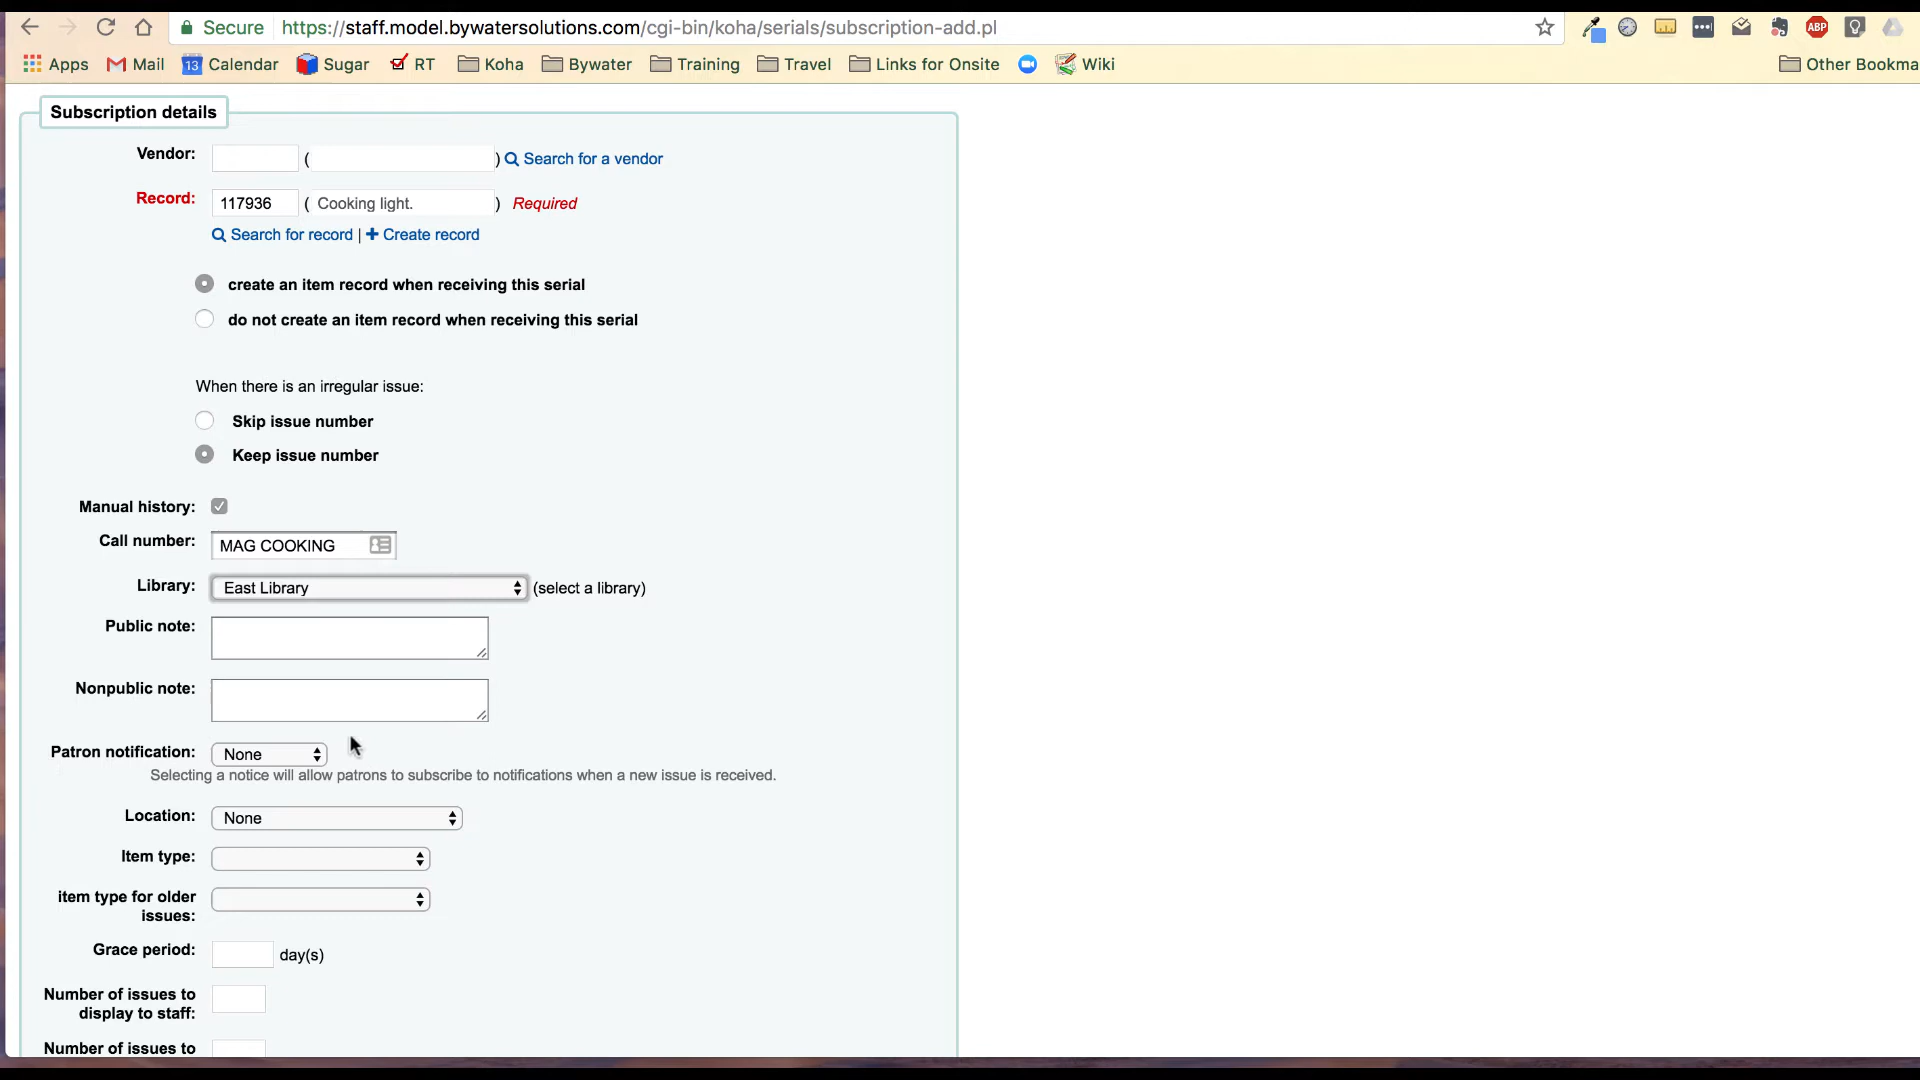 Secure https://staff.model.bywatersolutions.com/cgi-bin/koha/serials/subscription-add.pl
ABP
Apps Mail 13 Calendar Sugar RT Koha Bywater Training Travel Links for Onsite Wiki Other Bookma
Subscription details
Vendor: ( ) Search for a vendor
Record: 117936 ( Cooking light. ) Required
Search for record | + Create record
create an item record when receiving this serial
do not create an item record when receiving this serial
When there is an irregular issue:
Skip issue number
Keep issue number
Manual history:
Call number: MAG COOKING
Library: East Library (select a library)
Public note:
Nonpublic note:
Patron notification: None
Selecting a notice will allow patrons to subscribe to notifications when a new issue is received.
Location: None
Item type:
item type for older
issues:
Grace period: day(s)
Number of issues to
display to staff:
Number of issues to